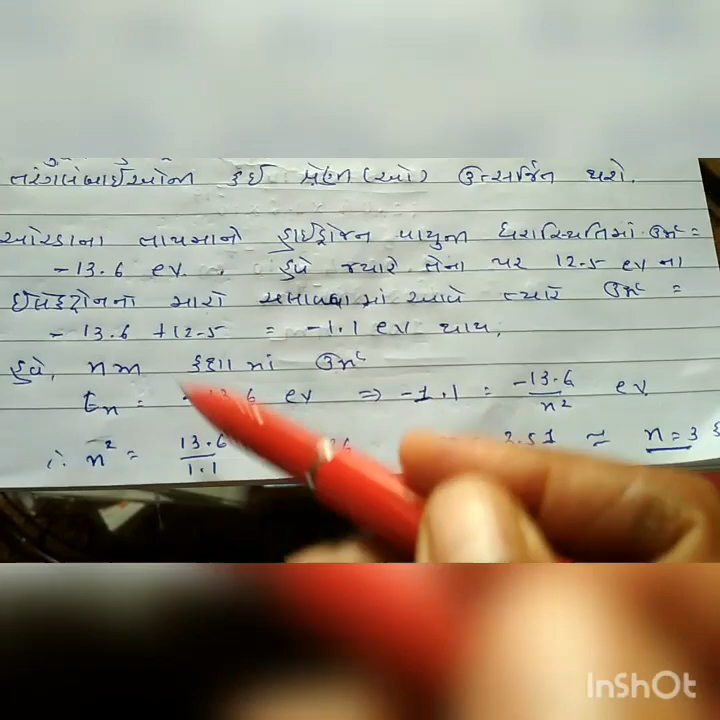 તરંગલંબાઈઓની કઈ શ્રેણી (ઓ) ઉત્સર્જિત થશે.
ઓરડાના તાપમાને હાઈડ્રોજન વાયુની ધરાસ્થિતિમાં ઊર્જા =
-13.6 ev. હવે જ્યારે તેના પર 12.5 ev ના
ઈલેક્ટ્રોનનો મારો ચલાવવામાં આવે ત્યારે ઊર્જા =
- 13.6 + 12.5 = -1.1 ev થાય,
હવે, nમી કક્ષાની ઊર્જા
En = 6 ev ⇒ -1.1 = -13.6 / n² ev
∴ n² = 13.6 / 1.1 ≈ n = 3
InShOt